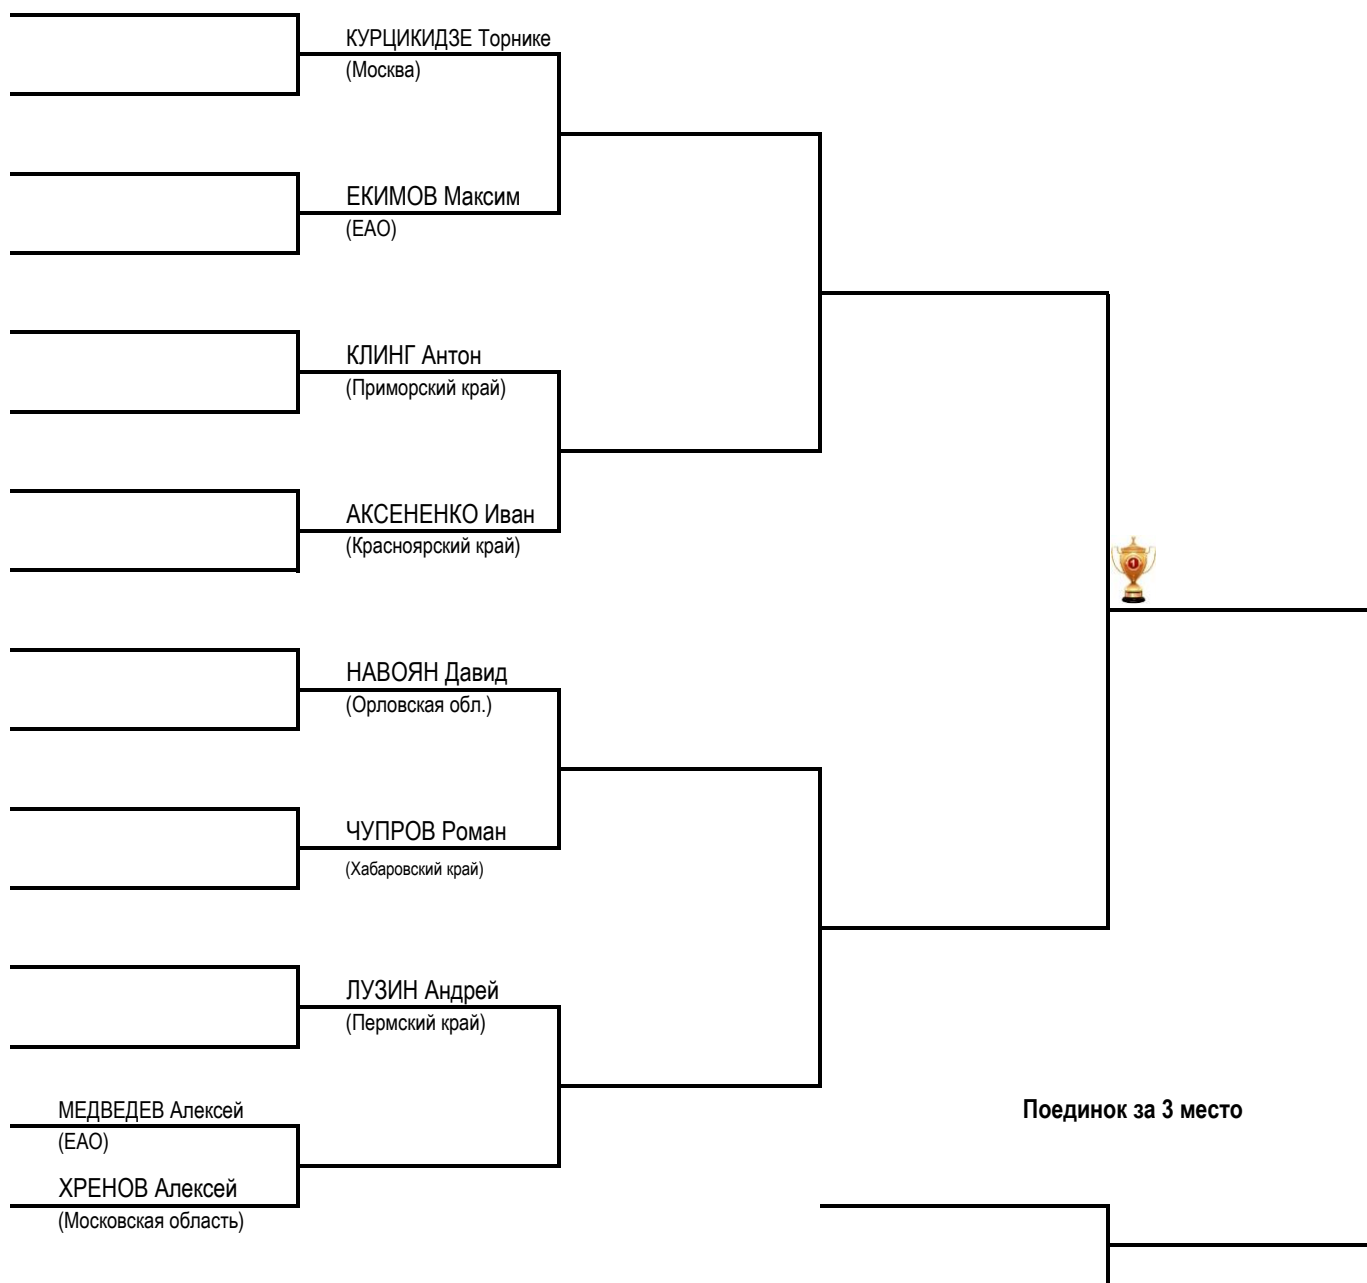 КУРЦИКИДЗЕ Торнике
(Москва)
ЕКИМОВ Максим
(ЕАО)
КЛИНГ Антон
(Приморский край)
АКСЕНЕНКО Иван
(Красноярский край)
1
НАВОЯН Давид
(Орловская обл.)
ЧУПРОВ Роман
(Хабаровский край)
ЛУЗИН Андрей
(Пермский край)
МЕДВЕДЕВ Алексей
(ЕАО)
Поединок за 3 место
ХРЕНОВ Алексей
(Московская область)